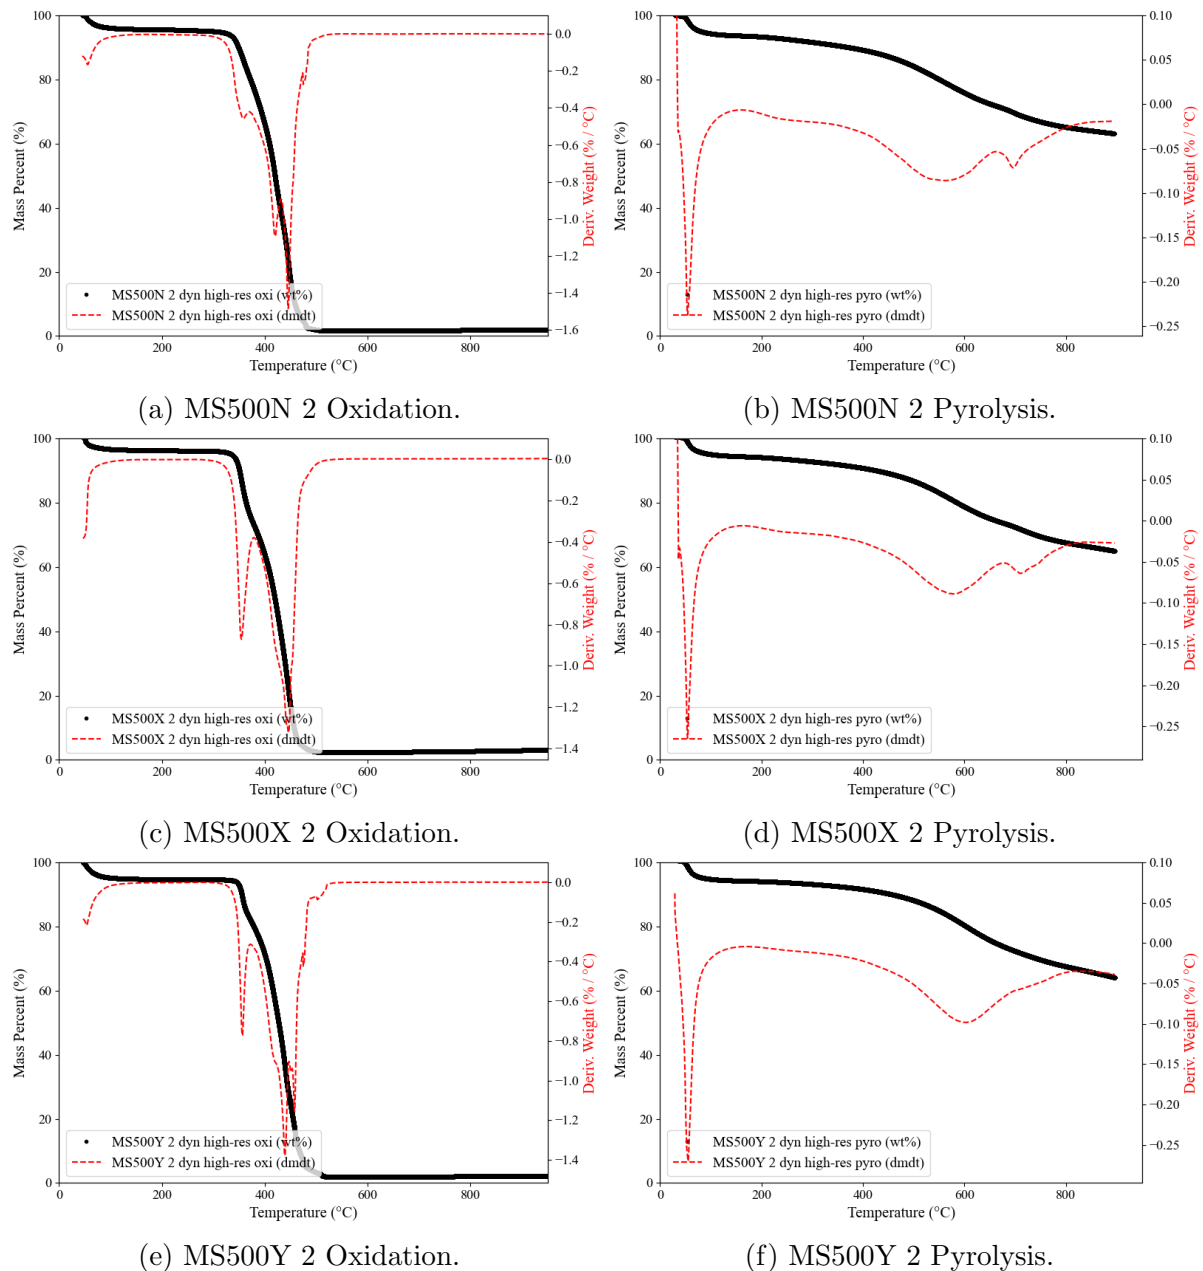 100
80
60
40
20
0
Mass Percent (%)
0.0
−0.2
−0.4
−0.6
−0.8
−1.0
−1.2
−1.4
−1.6
Deriv. Weight (% / °C)
MS500N 2 dyn high-res oxi (wt%)
MS500N 2 dyn high-res oxi (dmdt)
0 200 400 600 800
Temperature (°C)
(a) MS500N 2 Oxidation.
100
80
60
40
20
0
Mass Percent (%)
0.10
0.05
0.00
−0.05
−0.10
−0.15
−0.20
−0.25
Deriv. Weight (% / °C)
MS500N 2 dyn high-res pyro (wt%)
MS500N 2 dyn high-res pyro (dmdt)
0 200 400 600 800
Temperature (°C)
(b) MS500N 2 Pyrolysis.
100
80
60
40
20
0
Mass Percent (%)
0.0
−0.2
−0.4
−0.6
−0.8
−1.0
−1.2
−1.4
Deriv. Weight (% / °C)
MS500X 2 dyn high-res oxi (wt%)
MS500X 2 dyn high-res oxi (dmdt)
0 200 400 600 800
Temperature (°C)
(c) MS500X 2 Oxidation.
100
80
60
40
20
0
Mass Percent (%)
0.10
0.05
0.00
−0.05
−0.10
−0.15
−0.20
−0.25
Deriv. Weight (% / °C)
MS500X 2 dyn high-res pyro (wt%)
MS500X 2 dyn high-res pyro (dmdt)
0 200 400 600 800
Temperature (°C)
(d) MS500X 2 Pyrolysis.
100
80
60
40
20
0
Mass Percent (%)
0.0
−0.2
−0.4
−0.6
−0.8
−1.0
−1.2
−1.4
Deriv. Weight (% / °C)
MS500Y 2 dyn high-res oxi (wt%)
MS500Y 2 dyn high-res oxi (dmdt)
0 200 400 600 800
Temperature (°C)
(e) MS500Y 2 Oxidation.
100
80
60
40
20
0
Mass Percent (%)
0.10
0.05
0.00
−0.05
−0.10
−0.15
−0.20
−0.25
Deriv. Weight (% / °C)
MS500Y 2 dyn high-res pyro (wt%)
MS500Y 2 dyn high-res pyro (dmdt)
0 200 400 600 800
Temperature (°C)
(f) MS500Y 2 Pyrolysis.